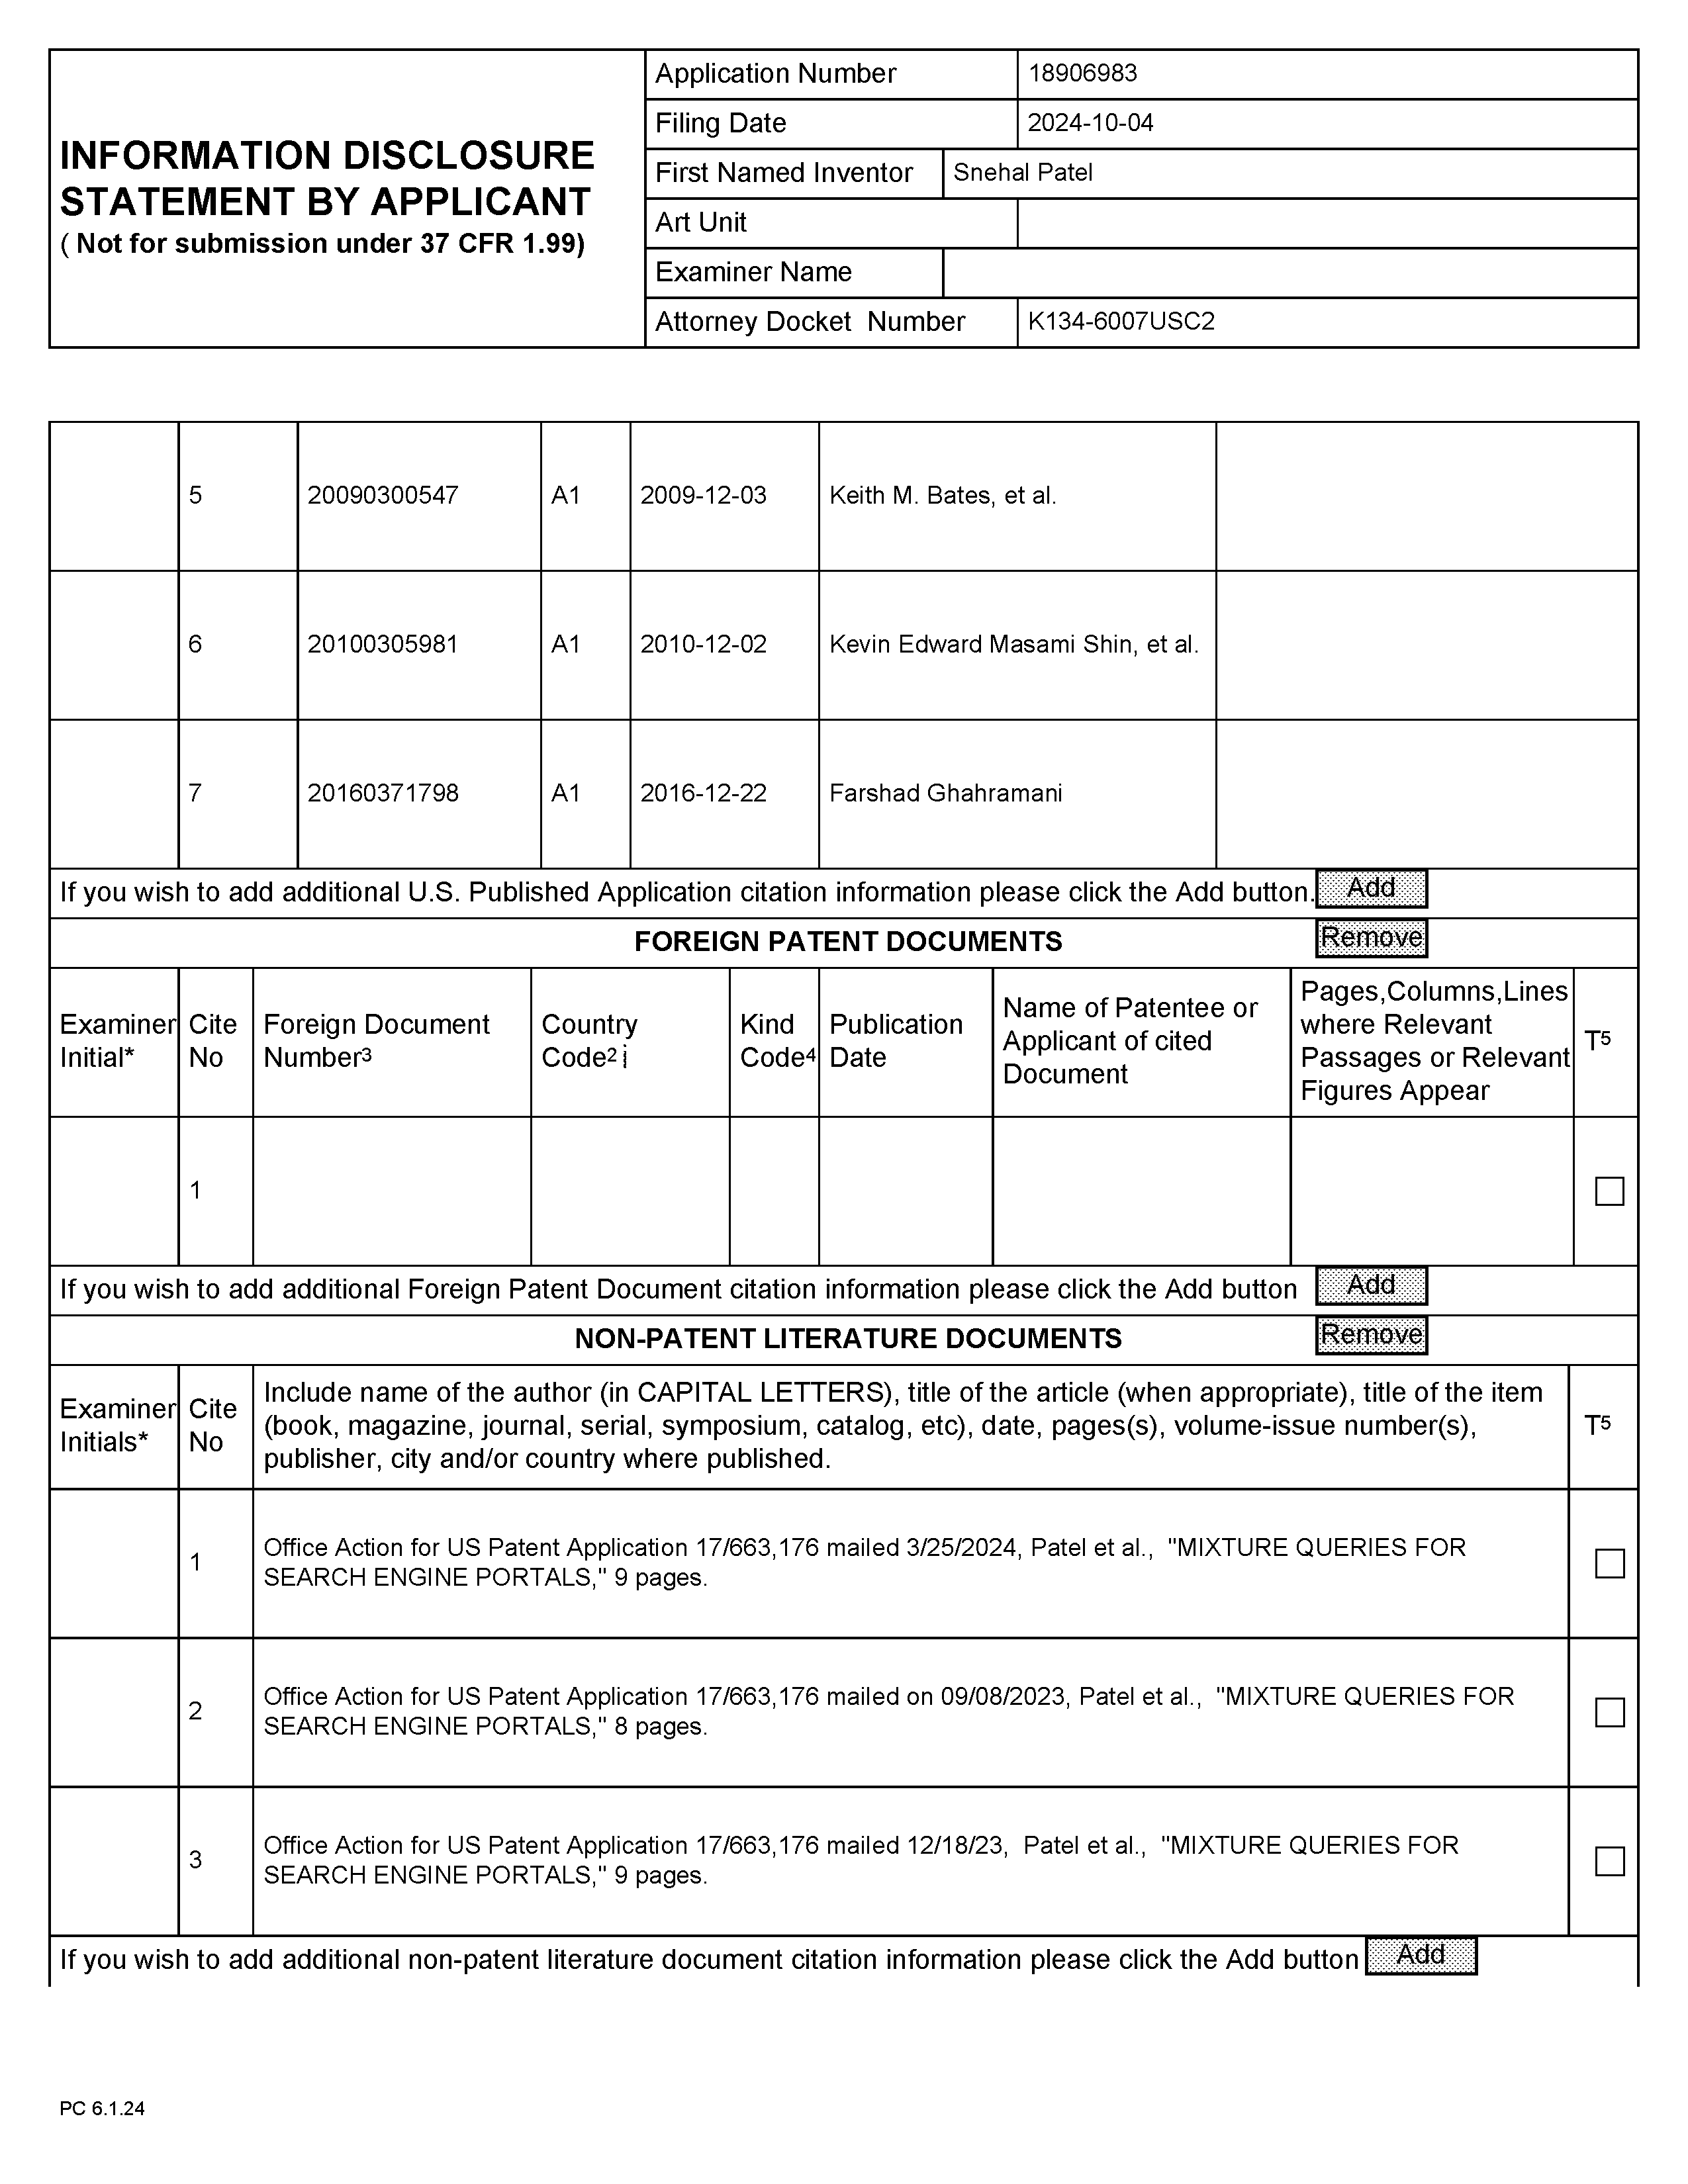 INFORMATION DISCLOSURE
STATEMENT BY APPLICANT
( Not for submission under 37 CFR 1.99)
Application Number 18906983
Filing Date 2024-10-04
First Named Inventor Snehal Patel
Art Unit
Examiner Name
Attorney Docket  Number K134-6007USC2
5 20090300547 A1 2009-12-03 Keith M. Bates, et al.
6 20100305981 A1 2010-12-02 Kevin Edward Masami Shin, et al.
7 20160371798 A1 2016-12-22 Farshad Ghahramani
If you wish to add additional U.S. Published Application citation information please click the Add button. Add
FOREIGN PATENT DOCUMENTS Remove
Examiner
Initial*
Cite
No
Foreign Document
Number3
Country
Code2 i
Kind
Code4
Publication
Date
Name of Patentee or
Applicant of cited
Document
Pages,Columns,Lines
where Relevant
Passages or Relevant
Figures Appear
T5
1
If you wish to add additional Foreign Patent Document citation information please click the Add button Add
NON-PATENT LITERATURE DOCUMENTS Remove
Examiner
Initials*
Cite
No
Include name of the author (in CAPITAL LETTERS), title of the article (when appropriate), title of the item
(book, magazine, journal, serial, symposium, catalog, etc), date, pages(s), volume-issue number(s),
publisher, city and/or country where published.
T5
1
Office Action for US Patent Application 17/663,176 mailed 3/25/2024, Patel et al.,  "MIXTURE QUERIES FOR
SEARCH ENGINE PORTALS," 9 pages.
2
Office Action for US Patent Application 17/663,176 mailed on 09/08/2023, Patel et al.,  "MIXTURE QUERIES FOR
SEARCH ENGINE PORTALS," 8 pages.
3
Office Action for US Patent Application 17/663,176 mailed 12/18/23,  Patel et al.,  "MIXTURE QUERIES FOR
SEARCH ENGINE PORTALS," 9 pages.
If you wish to add additional non-patent literature document citation information please click the Add button Add
PC 6.1.24